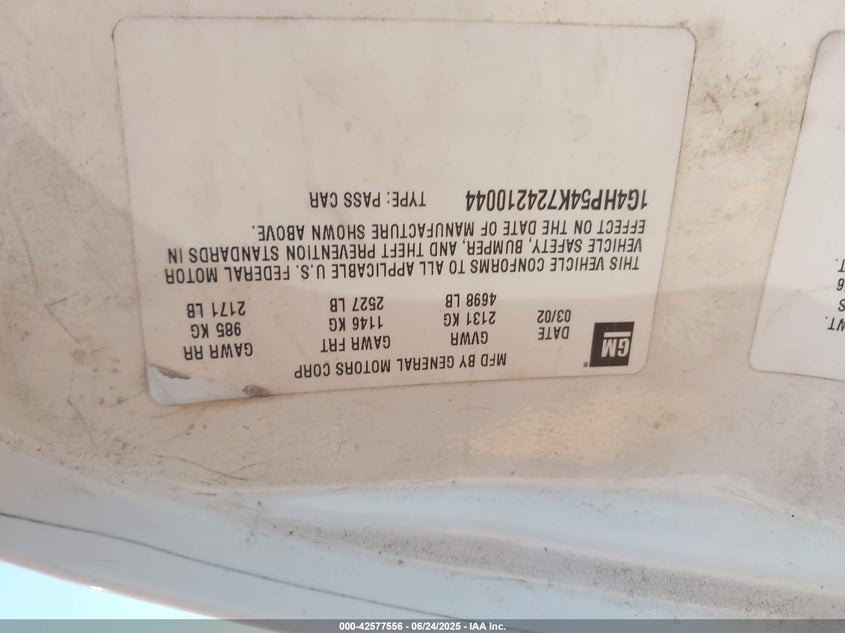 GM
MFD BY GENERAL MOTORS CORP
DATE GVWR GAWR FRT GAWR RR
03/02 2131 KG 1146 KG 985 KG
4698 LB 2527 LB 2171 LB
THIS VEHICLE CONFORMS TO ALL APPLICABLE U.S. FEDERAL MOTOR
VEHICLE SAFETY, BUMPER, AND THEFT PREVENTION STANDARDS IN
EFFECT ON THE DATE OF MANUFACTURE SHOWN ABOVE.
1G4HP54K724210044 TYPE: PASS CAR
WT.
S
6
T.
000-42577556 - 06/24/2025 - IAA Inc.